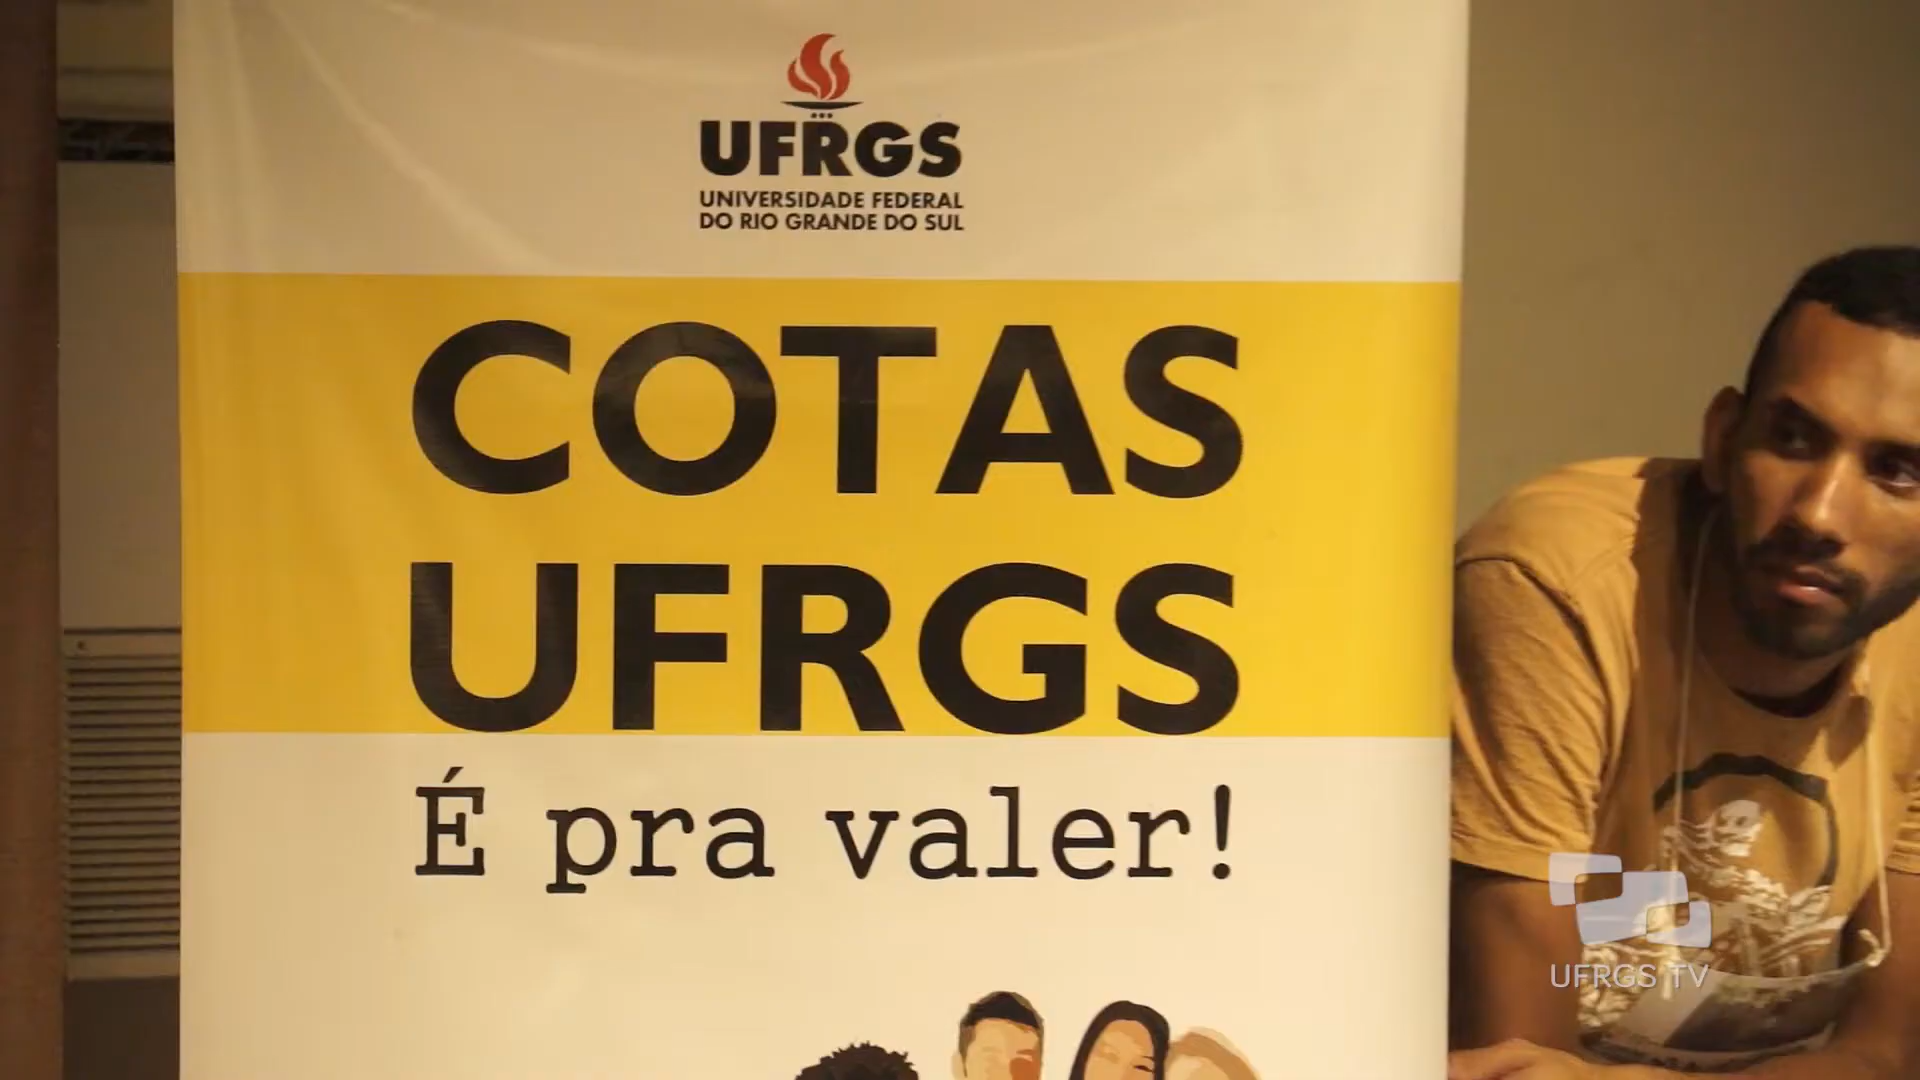 UFRGS
UNIVERSIDADE FEDERAL
DO RIO GRANDE DO SUL
COTAS
UFRGS
É pra valer!
UFRGS TV